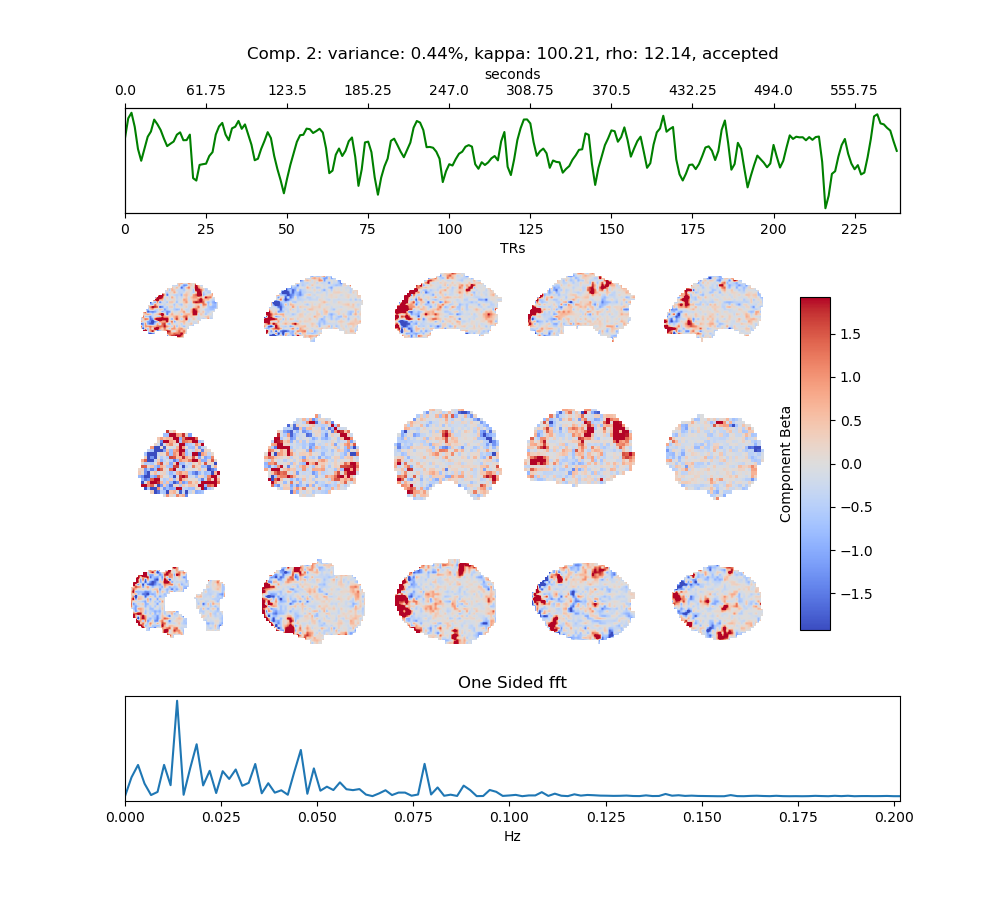 Comp. 2: variance: 0.44%, kappa: 100.21, rho: 12.14, accepted
seconds
0.0 61.75 123.5 185.25 247.0 308.75 370.5 432.25 494.0 555.75
0 25 50 75 100 125 150 175 200 225
TRs
Component Beta
1.5
1.0
0.5
0.0
−0.5
−1.0
−1.5
One Sided fft
0.000 0.025 0.050 0.075 0.100 0.125 0.150 0.175 0.200
Hz